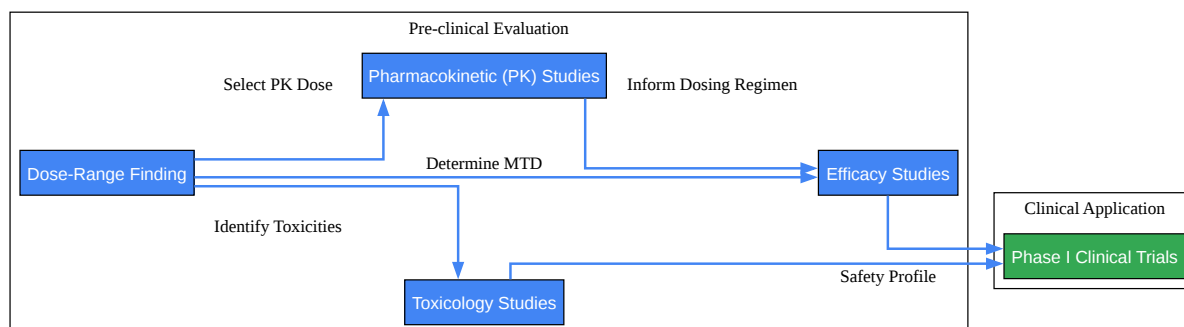 Pre-clinical Evaluation
Pharmacokinetic (PK) Studies
Select PK Dose
Inform Dosing Regimen
Determine MTD
Dose-Range Finding
Efficacy Studies
Clinical Application
Identify Toxicities
Phase I Clinical Trials
Safety Profile
Toxicology Studies